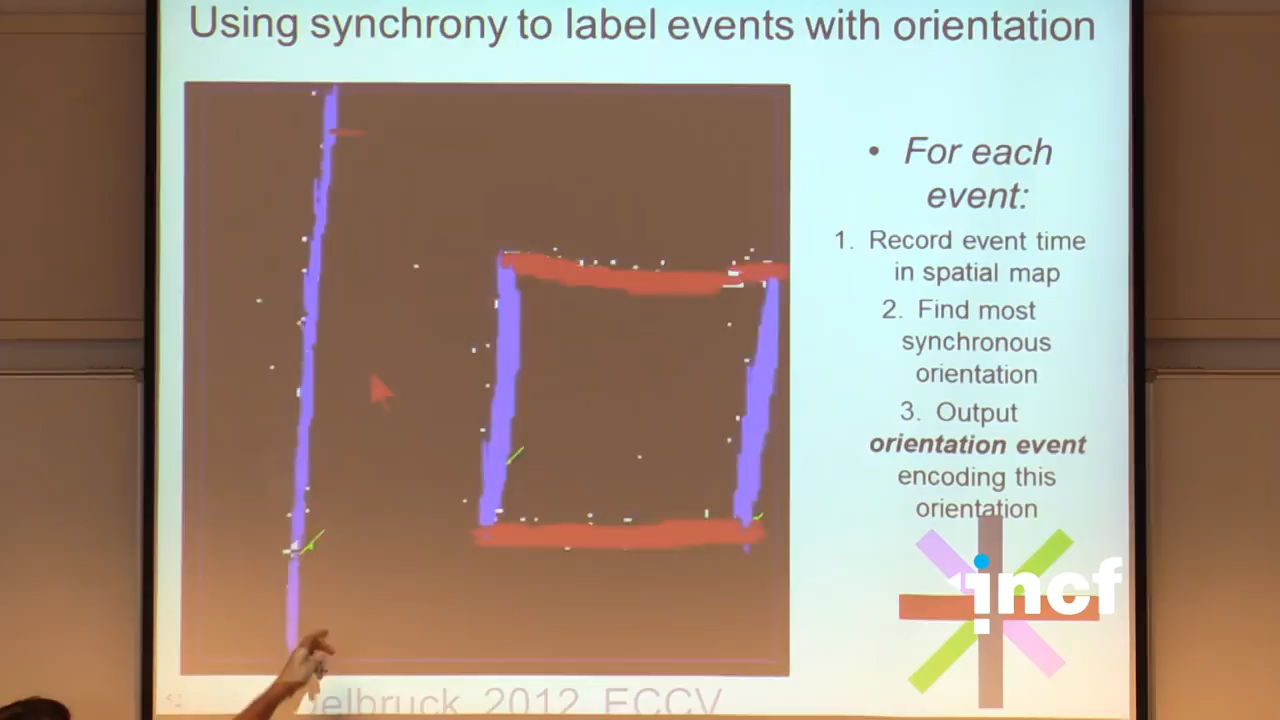 Using synchrony to label events with orientation
• For each
event:
1. Record event time
in spatial map
2. Find most
synchronous
orientation
3. Output
orientation event
encoding this
orientation
incf
elbruck, 2012, ECCV